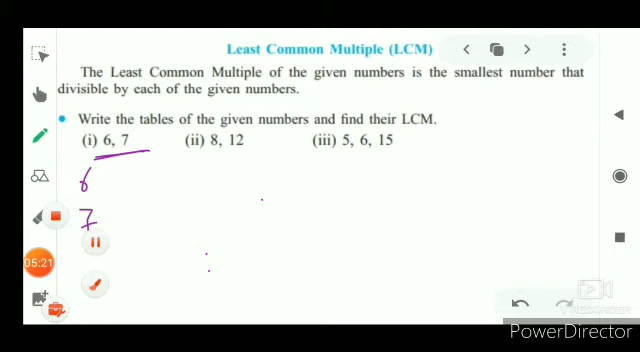 Least Common Multiple (LCM)
The Least Common Multiple of the given numbers is the smallest number that
divisible by each of the given numbers.
• Write the tables of the given numbers and find their LCM.
(i) 6, 7 (ii) 8, 12 (iii) 5, 6, 15
6
7
05:21
RECORDER
PowerDirector